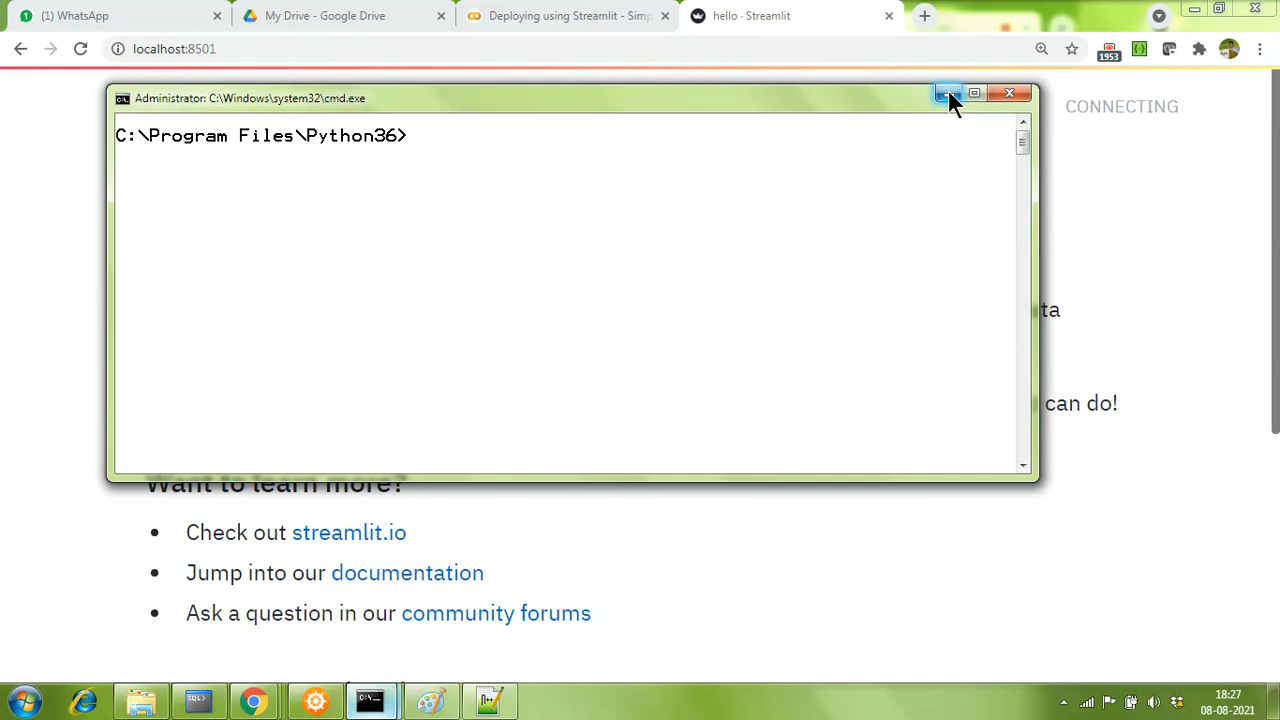 (1) WhatsApp
My Drive - Google Drive
Deploying using Streamlit - Simp
hello · Streamlit
localhost:8501
1953
Administrator: C:\Windows\system32\cmd.exe
CONNECTING
C:\Program Files\Python36>
ta
can do!
Want to learn more?
Check out streamlit.io
Jump into our documentation
Ask a question in our community forums
SQL>
C:\_
18:27
08-08-2021